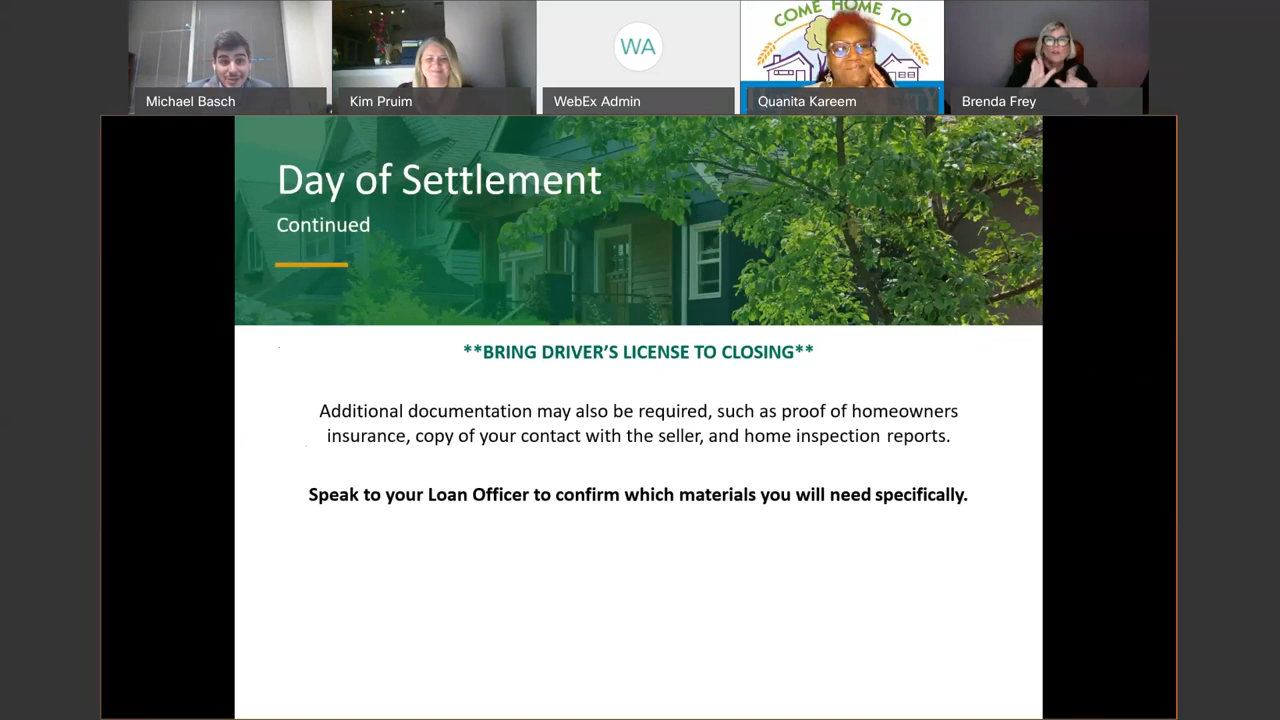 COME HOME TO
WA
Michael Basch
Kim Pruim
WebEx Admin
Quanita Kareem
Brenda Frey
Day of Settlement
Continued
**BRING DRIVER'S LICENSE TO CLOSING**
Additional documentation may also be required, such as proof of homeowners
insurance, copy of your contact with the seller, and home inspection reports.
Speak to your Loan Officer to confirm which materials you will need specifically.